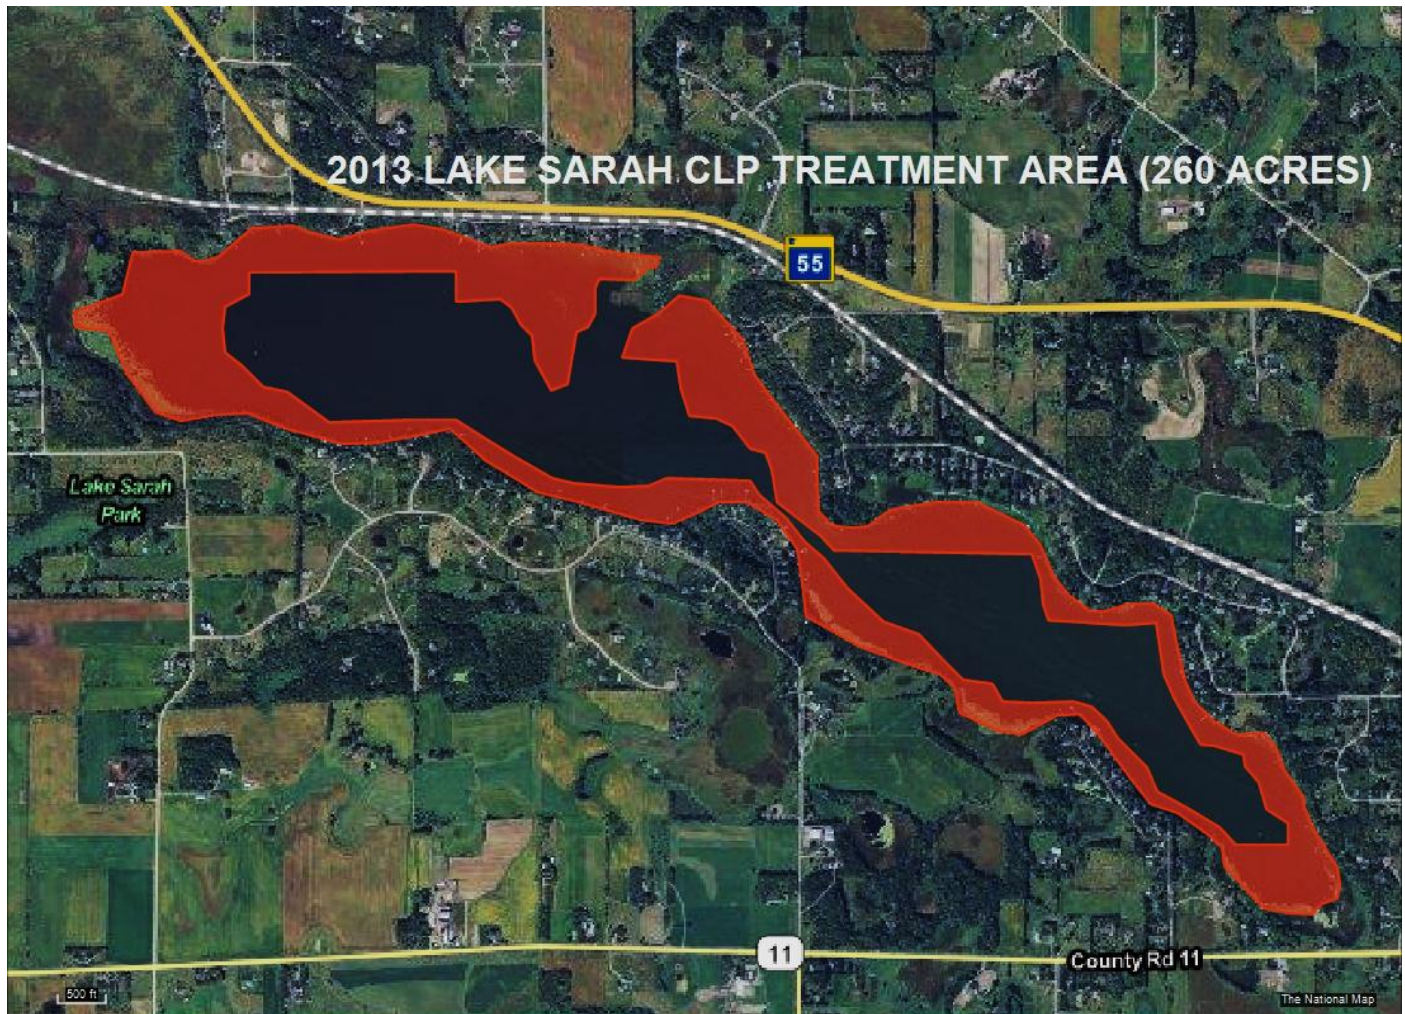 2013 LAKE SARAH CLP TREATMENT AREA (260 ACRES)
55
Lake Sarah
Park
11
County Rd 11
500 ft
The National Map